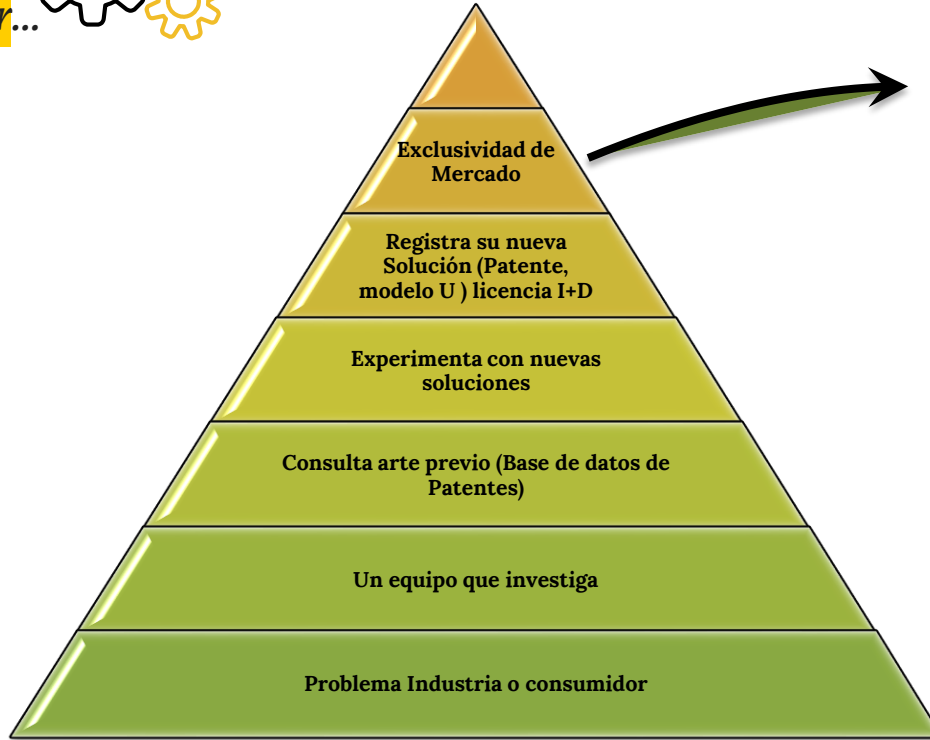 r...
Exclusividad de
Mercado
Registra su nueva
Solución (Patente,
modelo U ) licencia I+D
Experimenta con nuevas
soluciones
Consulta arte previo (Base de datos de
Patentes)
Un equipo que investiga
Problema Industria o consumidor